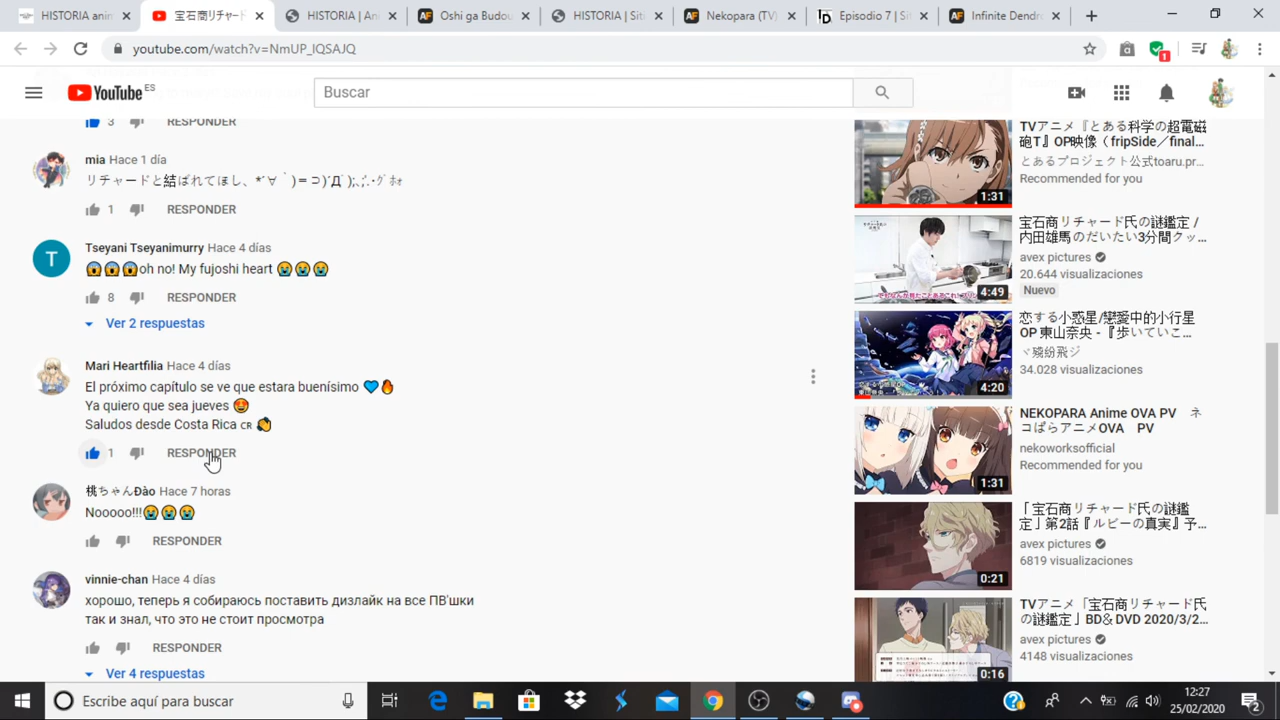 HISTORIA anim
宝石商リチャード
HISTORIA | Ani
Oshi ga Budou
HISTORIA | Site
Nekopara (TV)
Episodio 7 | Sit
Infinite Dendro
youtube.com/watch?v=NmUP_IQSAJQ
1
YouTube ES
Buscar
3 RESPONDER
mia Hace 1 día
リチャードと結ばれてほし、*´∀｀)＝⊃)ﾟДﾟ);､;'.･グホォ
1 RESPONDER
Tseyani Tseyanimurry Hace 4 días
T
😱😱😱oh no! My fujoshi heart 😭😭😭
8 RESPONDER
Ver 2 respuestas
Mari Heartfilia Hace 4 días
El próximo capítulo se ve que estara buenísimo 💙🔥
Ya quiero que sea jueves 🤩
Saludos desde Costa Rica CR 👏
1 RESPONDER
桃ちゃんĐào Hace 7 horas
Nooooo!!!😭😭😭
RESPONDER
vinnie-chan Hace 4 días
хорошо, теперь я собираюсь поставить дизлайк на все ПВ'шки
так и знал, что это не стоит просмотра
RESPONDER
Ver 4 respuestas
TVアニメ『とある科学の超電磁
砲T』OP映像（fripSide／final...
とあるプロジェクト公式toaru.pr...
Recommended for you
1:31
宝石商リチャード氏の謎鑑定 /
内田雄馬のだいたい3分間クッ...
avex pictures
20.644 visualizaciones
Nuevo
4:49
恋する小惑星/戀愛中的小行星
OP 東山奈央 -『歩いていこ...
ヾ殤纷飛ジ
34.028 visualizaciones
4:20
NEKOPARA Anime OVA PV ネ
コぱらアニメOVA PV
nekoworksofficial
Recommended for you
1:31
「宝石商リチャード氏の謎鑑
定」第2話『ルビーの真実』予...
avex pictures
6819 visualizaciones
0:21
TVアニメ「宝石商リチャード氏
の謎鑑定」BD＆DVD 2020/3/2...
avex pictures
4148 visualizaciones
0:16
Escribe aquí para buscar
12:27
25/02/2020
2